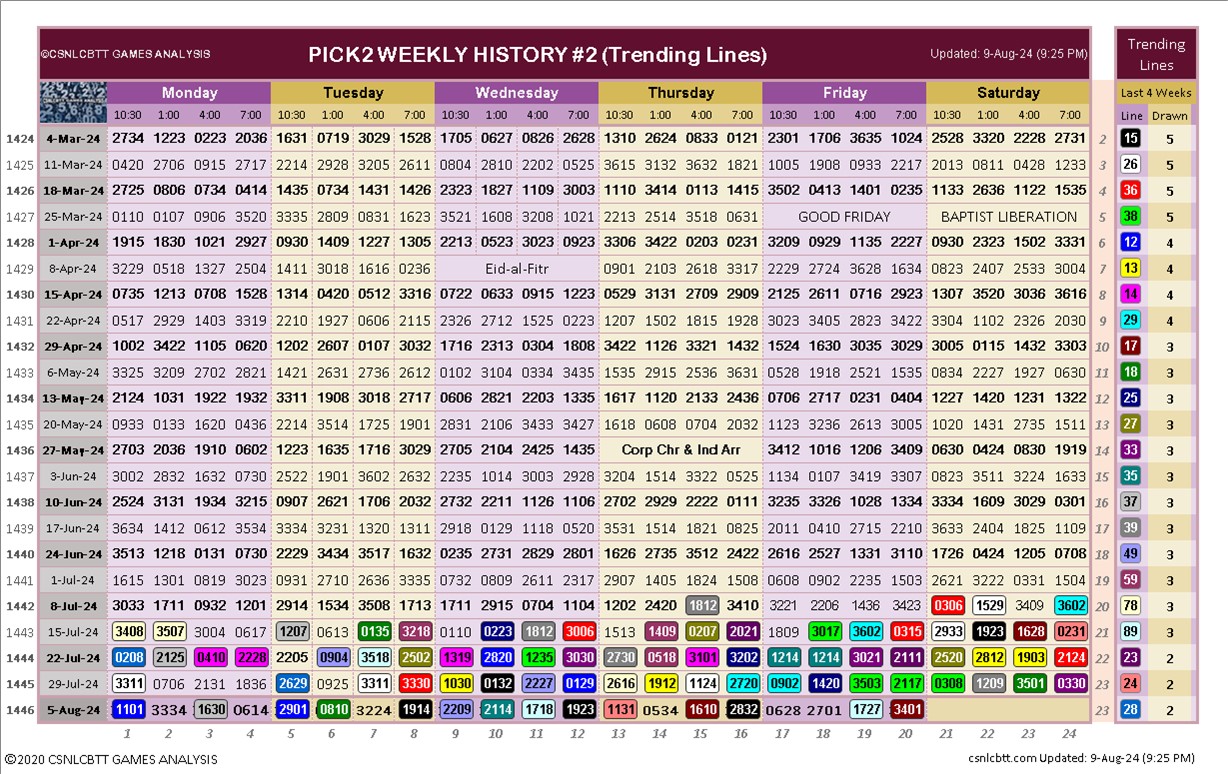 ©CSNLCBTT GAMES ANALYSIS PICK2 WEEKLY HISTORY #2 (Trending Lines) Updated: 9-Aug-24 (9:25 PM) Trending Lines
Monday Tuesday Wednesday Thursday Friday Saturday Last 4 Weeks
10:30 1:00 4:00 7:00 10:30 1:00 4:00 7:00 10:30 1:00 4:00 7:00 10:30 1:00 4:00 7:00 10:30 1:00 4:00 7:00 10:30 1:00 4:00 7:00 Line Drawn
1424 4-Mar-24 2734 1223 0223 2036 1631 0719 3029 1525 1705 0627 0826 2628 1310 2624 0833 0121 2301 1706 3635 1024 2528 3320 2228 2731 2 15 5
1425 11-Mar-24 0420 2706 0915 2717 2214 2928 3205 2611 0804 2810 2202 0525 3615 3132 3632 1821 1005 1908 0333 2217 2013 0811 0428 1233 3 26 5
1426 18-Mar-24 2725 0806 0734 0414 1435 0734 1431 1426 2323 1827 1109 3003 1110 3414 0113 1415 3502 0413 1401 0235 1133 2636 1122 1535 4 36 5
1427 25-Mar-24 0110 0107 0906 3520 3335 2809 0831 1623 3521 1608 3208 1021 2213 2514 3518 0631 GOOD FRIDAY BAPTIST LIBERATION 5 38 5
1428 1-Apr-24 1915 1830 1021 2927 0930 1409 1227 1305 2213 0523 3023 0923 3306 3422 0203 0231 3209 0929 1135 2227 0930 2323 1502 3331 6 12 4
1429 8-Apr-24 3229 0518 1327 2504 1411 3018 1616 0231 Eid-al-Fitr 0901 2103 2618 3317 2229 2724 3628 1634 0823 2407 2533 3004 7 13 4
1430 15-Apr-24 0735 1213 0708 1528 1314 0420 0512 3315 0722 0633 0915 1223 0529 3131 2709 2909 2125 2611 0116 2923 1307 3520 3036 3616 8 14 4
1431 22-Apr-24 0517 2929 1403 3319 2210 1927 0606 2115 2326 2712 1525 0223 1207 1502 1815 1928 3023 3405 2823 3422 3304 1102 2326 2030 9 29 4
1432 29-Apr-24 1002 3422 1105 0620 1202 2607 0107 3032 1716 2313 0304 1808 3422 1126 3321 1432 1524 1630 3035 3029 3005 0115 1432 3303 10 17 3
1433 6-May-24 3325 3209 2702 2821 1421 2631 2736 2612 0102 3104 0334 3435 1535 2915 2536 3631 0528 1918 2521 1535 0834 2227 1927 0630 11 18 3
1434 13-May-24 2124 1031 1922 1932 3311 1908 3018 2717 0606 2821 2203 1335 1617 1120 2133 2436 0706 2717 0231 0404 1227 1420 1231 1322 12 25 3
1435 20-May-24 0933 0133 1620 0436 2214 3514 1725 1901 2831 2106 3433 3427 1618 0608 0704 2032 1123 3236 2613 3005 1020 1431 2735 1511 13 27 3
1436 27-May-24 2703 2036 1910 0602 1223 1635 1716 3029 2705 2104 2425 1435 Corp Chr & Ind Arr 3412 1016 1206 3409 0630 0424 0830 1919 14 33 3
1437 3-Jun-24 3002 2832 1632 0730 2522 1901 3602 2632 2235 1014 3003 2928 3204 1514 3322 0525 1134 0107 3419 3307 0823 3511 3224 1633 15 35 3
1438 10-Jun-24 2524 3131 1934 3215 0907 2621 1706 2032 2732 2211 1126 1106 2702 2929 2222 0111 3235 3326 1028 1334 3334 1609 3029 0301 16 37 3
1439 17-Jun-24 3634 1412 0612 3534 3334 3231 1320 1311 2918 0129 1118 0520 3531 1514 1821 0825 2011 0410 2715 2210 3633 2404 1825 1109 17 39 3
1440 24-Jun-24 3513 1218 0131 0730 2229 3434 3517 1632 0235 2731 2829 2801 1626 2735 3512 2422 2616 2527 1331 3110 1726 0424 1205 0708 18 49 3
1441 1-Jul-24 1615 1301 0819 3023 0931 2710 2636 3335 0732 0809 2611 2317 2907 1405 1824 1508 0608 0902 2235 1503 2621 3222 0331 1504 19 59 3
1442 8-Jul-24 3033 1711 0932 1201 2914 1534 3508 1713 1711 2915 0704 1104 1202 2420 1812 3410 3221 2206 1436 3423 0306 1529 3409 3602 20 78 3
1443 15-Jul-24 3408 3507 3004 0617 1207 0613 0135 3218 0110 0223 1812 3006 1513 1409 0207 2021 1809 3017 3602 0315 2933 1923 1628 0231 21 89 3
1444 22-Jul-24 0208 2125 0410 2228 2205 0904 3518 2502 1319 2820 1235 3030 2730 0518 3101 3202 1214 1214 3021 2111 2520 2812 1903 2124 22 23 2
1445 29-Jul-24 3311 0706 2131 1836 2629 0925 3311 3330 1030 0132 2227 0129 2616 1912 1124 2720 0902 1420 3503 2117 0308 1209 3501 0330 23 24 2
1446 5-Aug-24 1101 3334 1630 0614 2901 0810 3224 1914 2209 2114 1718 1923 1131 0534 1610 2832 0628 2701 1727 3401 23 28 2
1 2 3 4 5 6 7 8 9 10 11 12 13 14 15 16 17 18 19 20 21 22 23 24
©2020 CSNLCBTT GAMES ANALYSIS csnlcbtt.com Updated: 9-Aug-24 (9:25 PM)